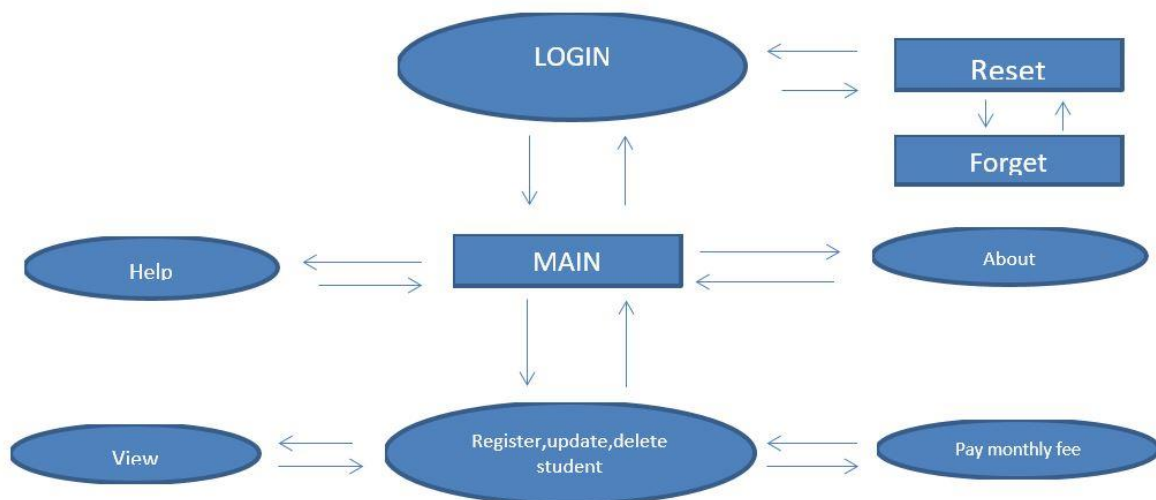 LOGIN
Reset
Forget
Help
MAIN
About
View
Register,update,delete
student
Pay monthly fee